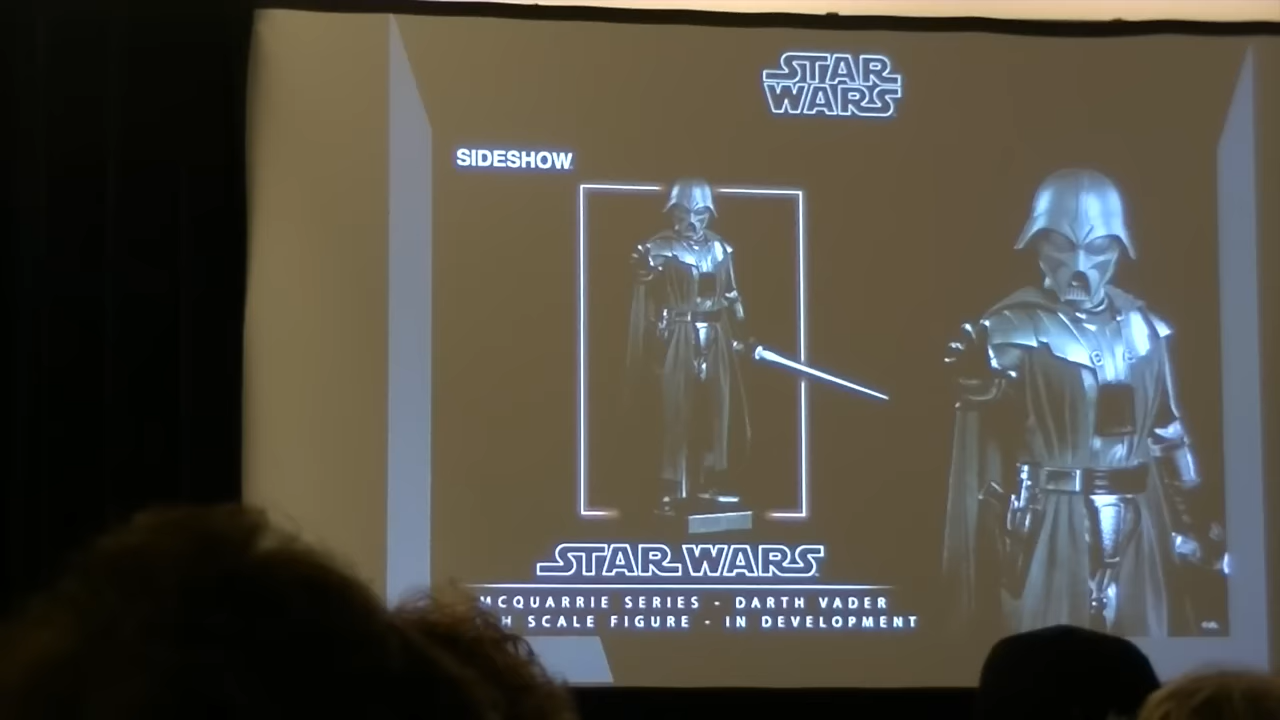 STAR
WARS
SIDESHOW
STAR WARS
MCQUARRIE SERIES - DARTH VADER
SCALE FIGURE - IN DEVELOPMENT